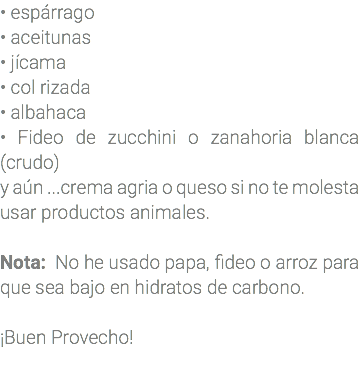 • espárrago
• aceitunas
• jícama
• col rizada
• albahaca
• Fideo de zucchini o zanahoria blanca
(crudo)
y aún ...crema agria o queso si no te molesta
usar productos animales.
Nota: No he usado papa, fideo o arroz para
que sea bajo en hidratos de carbono.
¡Buen Provecho!